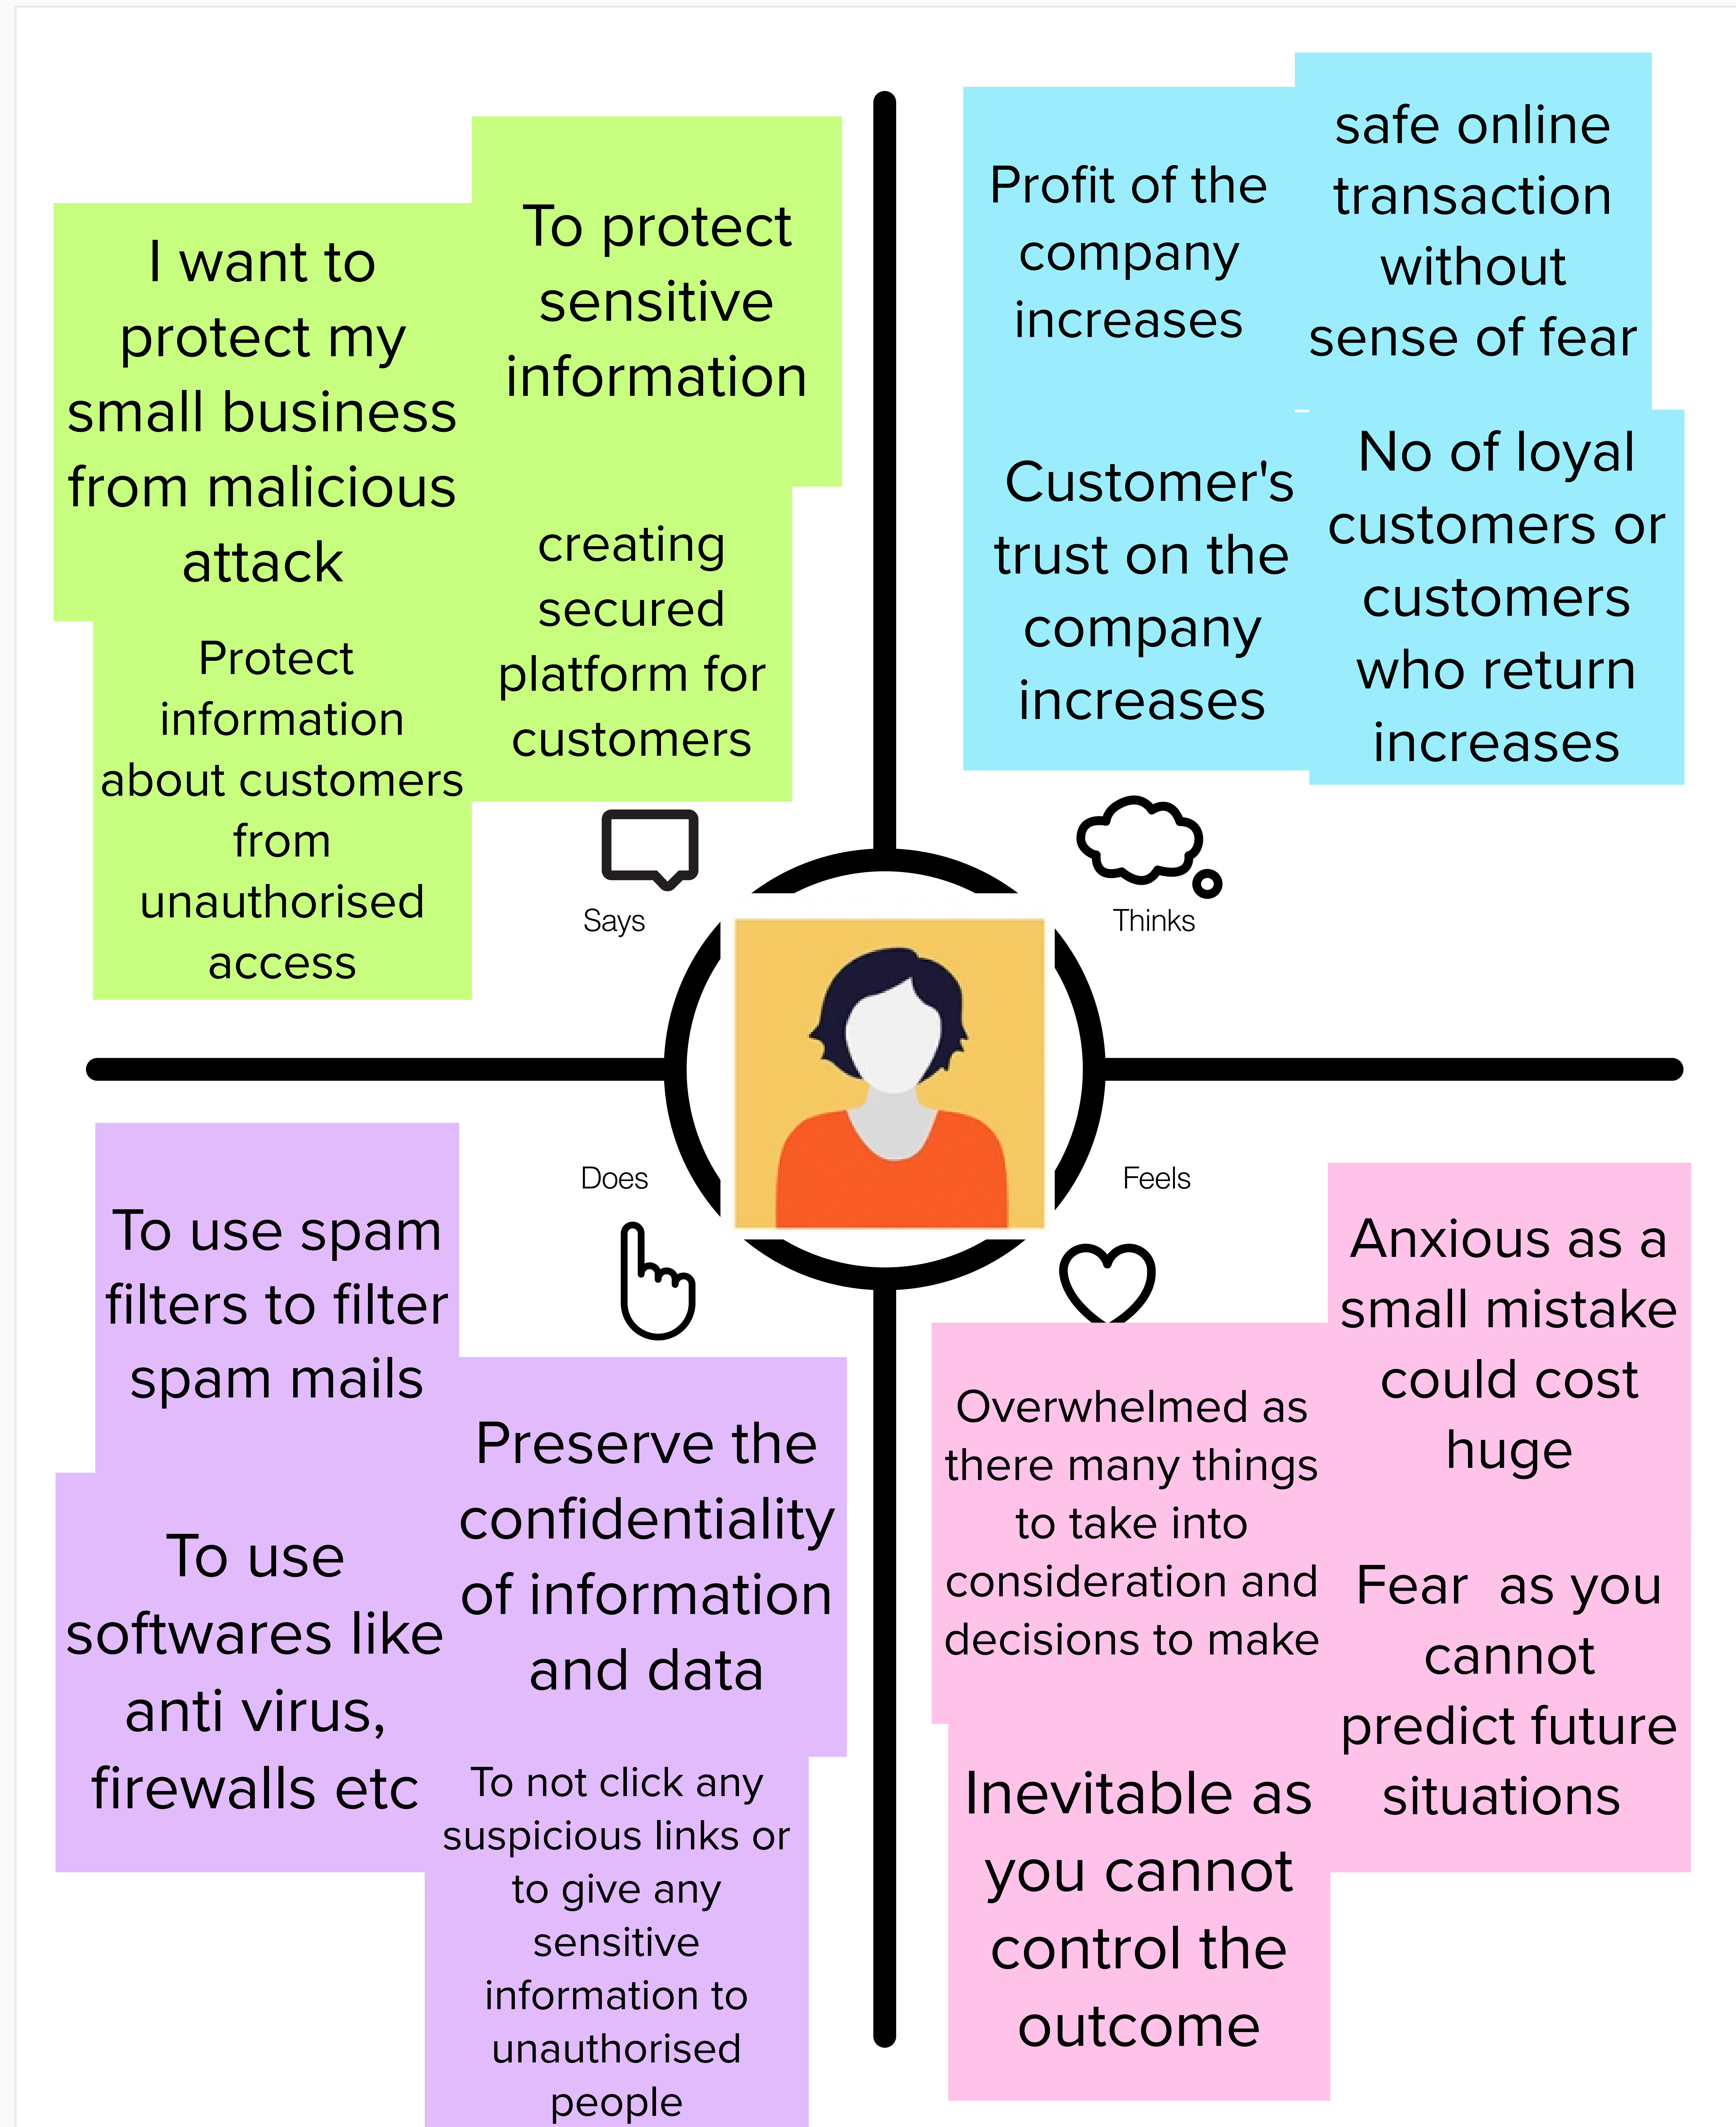 I want to
protect my
small business
from malicious
attack
To protect
sensitive
information
creating
secured
platform for
customers
Protect
information
about customers
from
unauthorised
access
Says
Profit of the
company
increases
safe online
transaction
without
sense of fear
Customer's
trust on the
company
increases
No of loyal
customers or
customers
who return
increases
Thinks
Does
To use spam
filters to filter
spam mails
Preserve the
confidentiality
of information
and data
To use
softwares like
anti virus,
firewalls etc
To not click any
suspicious links or
to give any
sensitive
information to
unauthorised
people
Feels
Anxious as a
small mistake
could cost
huge
Overwhelmed as
there many things
to take into
consideration and
decisions to make
Fear  as you
cannot
predict future
situations
Inevitable as
you cannot
control the
outcome